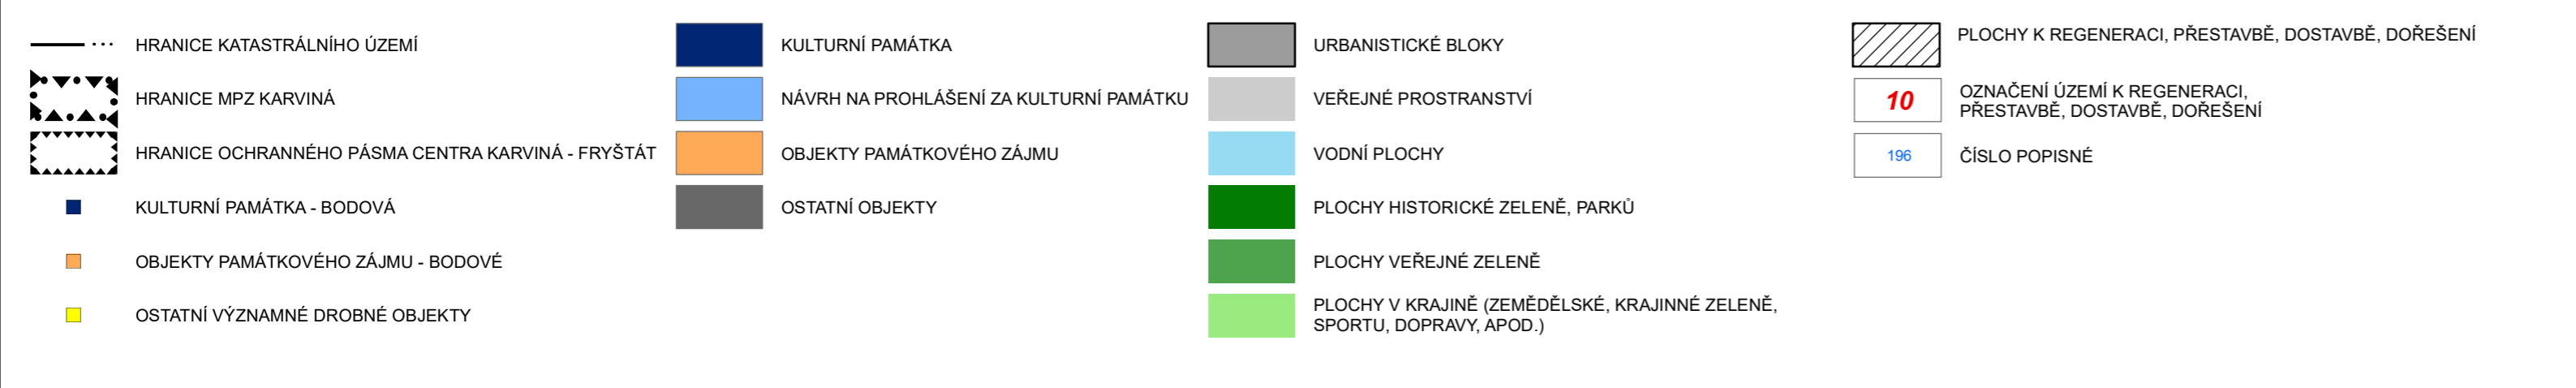 HRANICE KATASTRÁLNÍHO ÚZEMÍ
HRANICE MPZ KARVINÁ
HRANICE OCHRANNÉHO PÁSMA CENTRA KARVINÁ - FRYŠTÁT
KULTURNÍ PAMÁTKA - BODOVÁ
OBJEKTY PAMÁTKOVÉHO ZÁJMU - BODOVÉ
OSTATNÍ VÝZNAMNÉ DROBNÉ OBJEKTY
KULTURNÍ PAMÁTKA
NÁVRH NA PROHLÁŠENÍ ZA KULTURNÍ PAMÁTKU
OBJEKTY PAMÁTKOVÉHO ZÁJMU
OSTATNÍ OBJEKTY
URBANISTICKÉ BLOKY
VEŘEJNÉ PROSTRANSTVÍ
VODNÍ PLOCHY
PLOCHY HISTORICKÉ ZELENĚ, PARKŮ
PLOCHY VEŘEJNÉ ZELENĚ
PLOCHY V KRAJINĚ (ZEMĚDĚLSKÉ, KRAJINNÉ ZELENĚ,
SPORTU, DOPRAVY, APOD.)
PLOCHY K REGENERACI, PŘESTAVBĚ, DOSTAVBĚ, DOŘEŠENÍ
10
OZNAČENÍ ÚZEMÍ K REGENERACI,
PŘESTAVBĚ, DOSTAVBĚ, DOŘEŠENÍ
196
ČÍSLO POPISNÉ